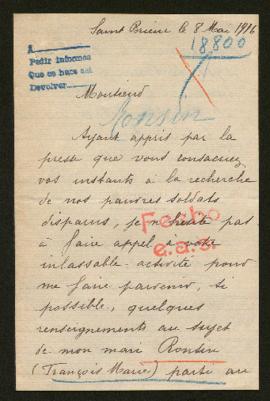 Saint Brieuc le 8 Mai 1916
18800
A
Pedir informes
Que se hace así
Devolver
Monsieur
Ronsin
Ayant appris par la
presse que vous consacrez
vos instants à la recherche
de nos pauvres soldats
disparus, je n'hésite pas
à faire appel à votre
inlassable activité pour
me faire parvenir, si
possible, quelques
renseignements au sujet
de mon mari Ronsin
(François Marie) parti au